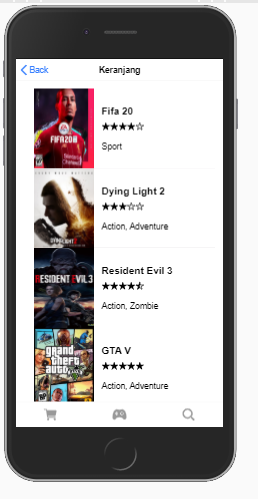 Back
Keranjang
FIFA20
Fifa 20
Sport
DYING LIGHT 2
Dying Light 2
Action, Adventure
RESIDENT EVIL 3
Resident Evil 3
Action, Zombie
grand
theft
auto
GTA V
Action, Adventure